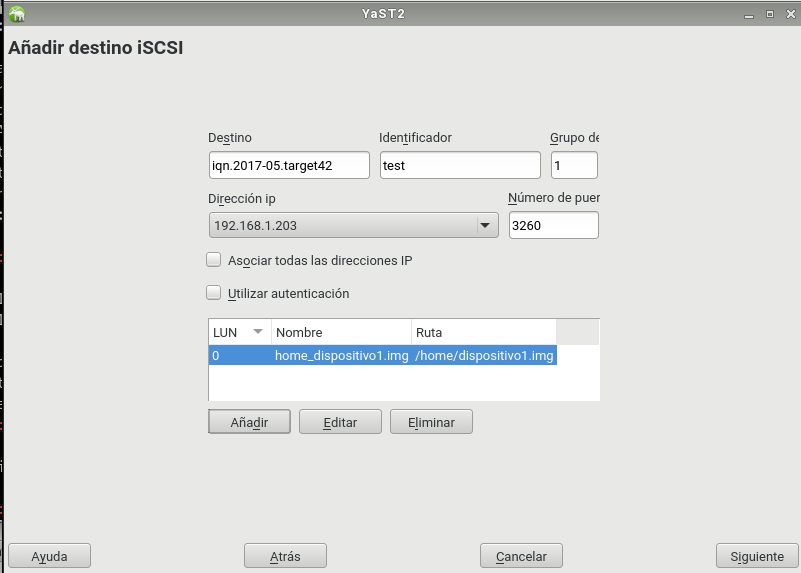 YaST2
Añadir destino iSCSI
Destino Identificador Grupo de
iqn.2017-05.target42 test 1
Dirección ip Número de puer
192.168.1.203 3260
Asociar todas las direcciones IP
Utilizar autenticación
LUN Nombre Ruta
0 home_dispositivo1.img /home/dispositivo1.img
Añadir Editar Eliminar
Ayuda Atrás Cancelar Siguiente